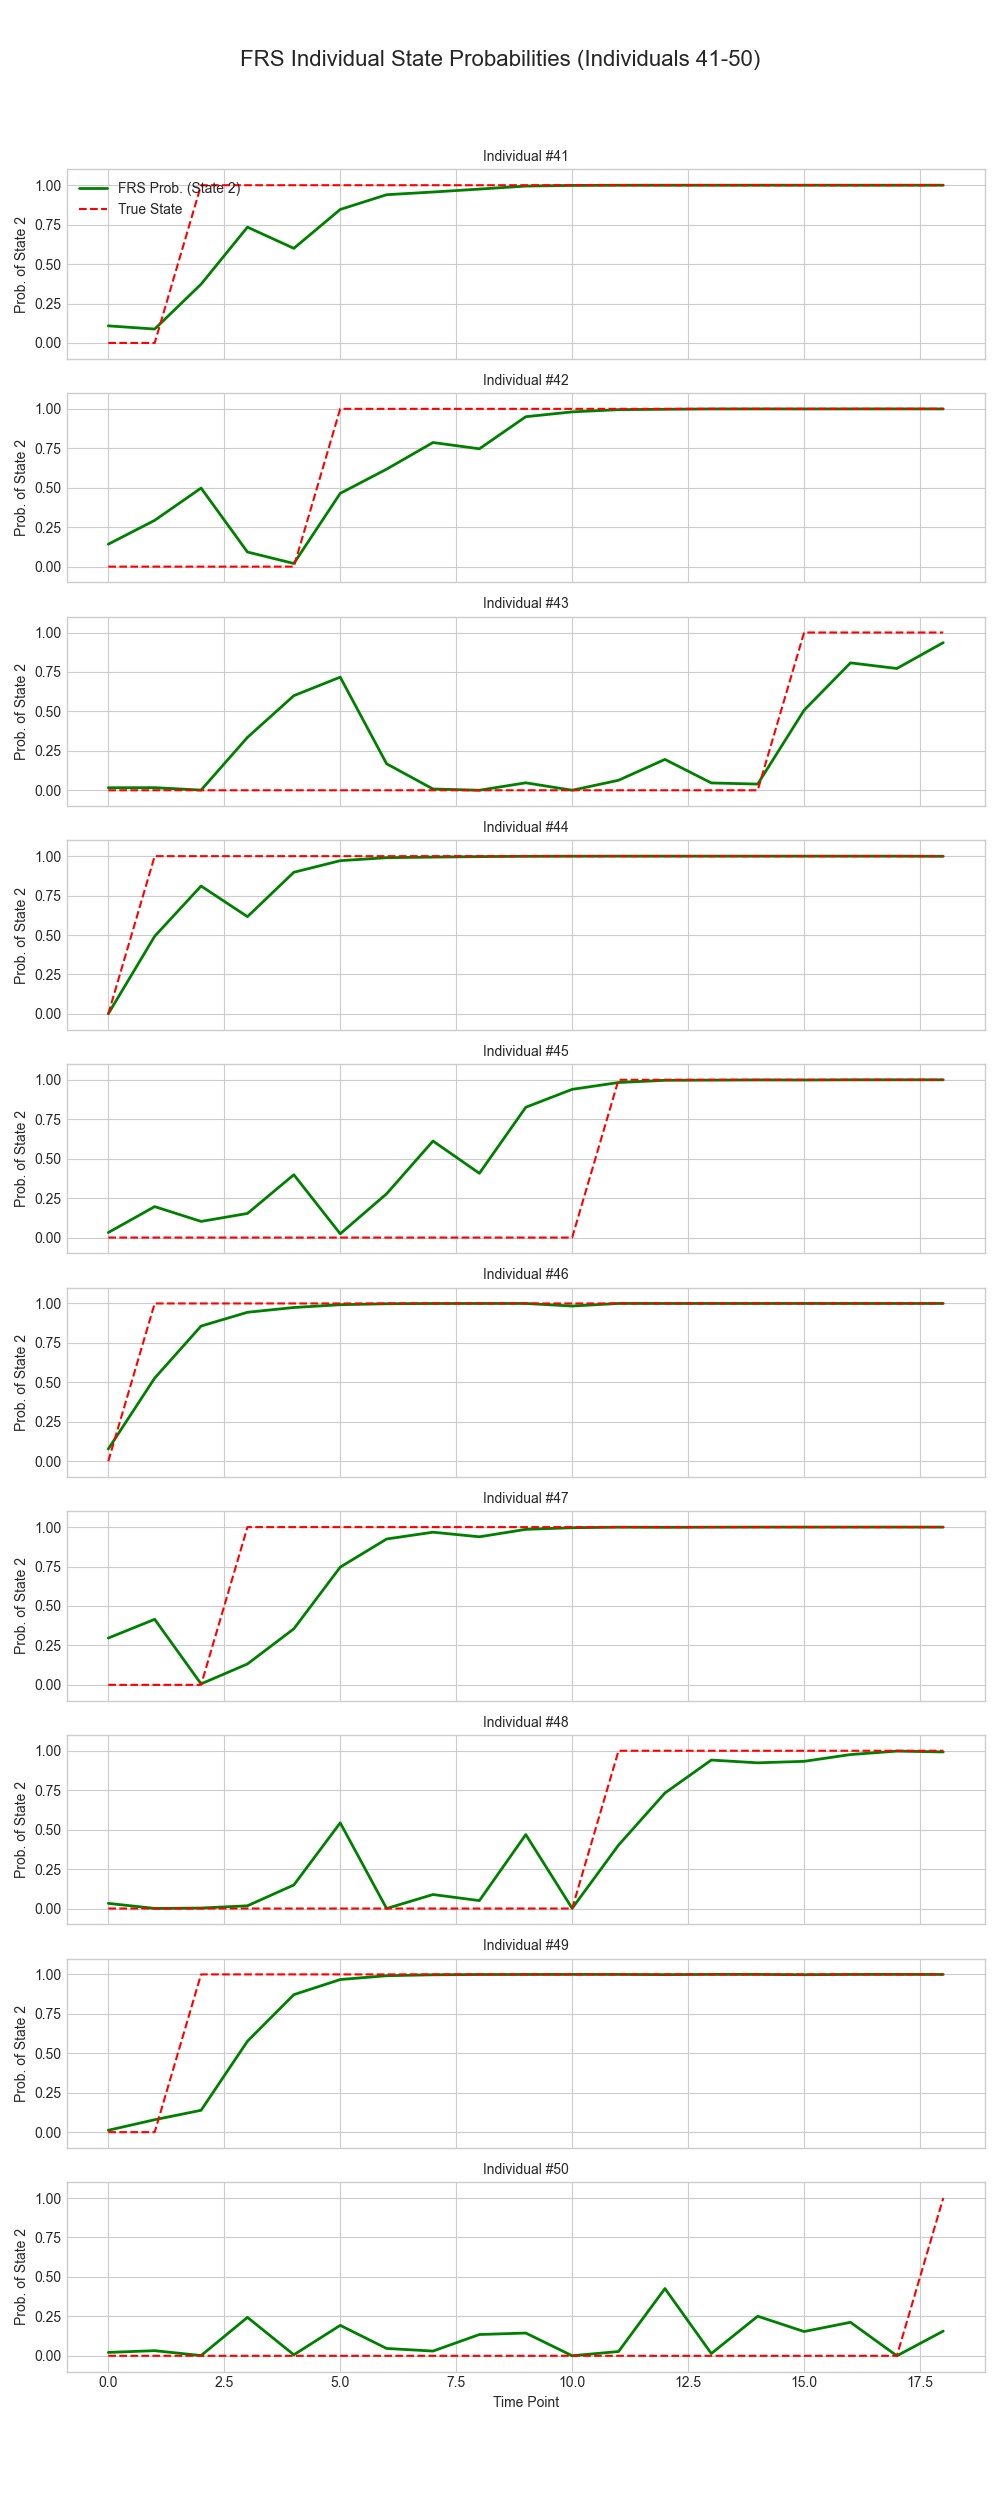 FRS Individual State Probabilities (Individuals 41-50)
Individual #41
FRS Prob. (State 2)
True State
Prob. of State 2
1.00
0.75
0.50
0.25
0.00
Individual #42
Prob. of State 2
1.00
0.75
0.50
0.25
0.00
Individual #43
Prob. of State 2
1.00
0.75
0.50
0.25
0.00
Individual #44
Prob. of State 2
1.00
0.75
0.50
0.25
0.00
Individual #45
Prob. of State 2
1.00
0.75
0.50
0.25
0.00
Individual #46
Prob. of State 2
1.00
0.75
0.50
0.25
0.00
Individual #47
Prob. of State 2
1.00
0.75
0.50
0.25
0.00
Individual #48
Prob. of State 2
1.00
0.75
0.50
0.25
0.00
Individual #49
Prob. of State 2
1.00
0.75
0.50
0.25
0.00
Individual #50
Prob. of State 2
1.00
0.75
0.50
0.25
0.00
0.0 2.5 5.0 7.5 10.0 12.5 15.0 17.5
Time Point